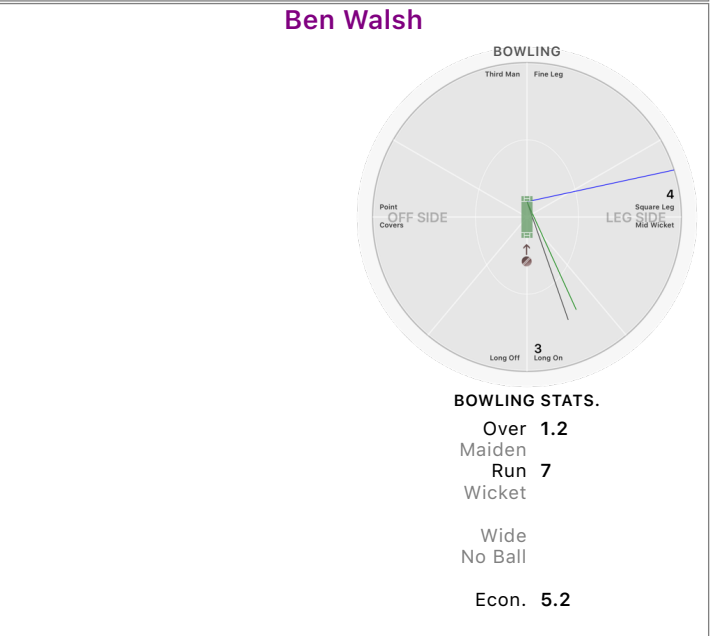 Ben Walsh
BOWLING
Third Man Fine Leg
4
Point Square Leg
OFF SIDE LEG SIDE
Covers Mid Wicket
3
Long Off Long On
BOWLING STATS.
Over 1.2
Maiden
Run 7
Wicket
Wide
No Ball
Econ. 5.2